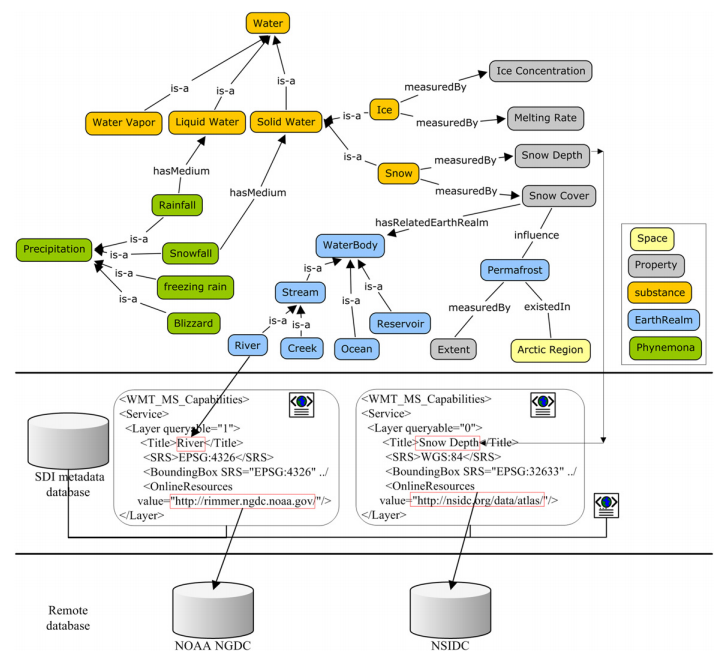 Water
is-a
is-a
is-a
Water Vapor
Liquid Water
Solid Water
is-a
Ice
measuredBy
Ice Concentration
measuredBy
Melting Rate
is-a
Snow
measuredBy
Snow Depth
measuredBy
Snow Cover
hasMedium
hasMedium
Rainfall
Precipitation
is-a
is-a
Snowfall
is-a
freezing rain
is-a
Blizzard
hasRelatedEarthRealm
WaterBody
influence
Permafrost
is-a
Stream
is-a
is-a
Reservoir
is-a
is-a
River
Creek
Ocean
measuredBy
existedIn
Extent
Arctic Region
Space
Property
substance
EarthRealm
Phynemona
SDI metadata
database
<WMT_MS_Capabilities>
<Service>
<Layer queryable="1">
<Title>River</Title>
<SRS>EPSG:4326</SRS>
<BoundingBox SRS="EPSG:4326" ../
<OnlineResources
value="http://rimmer.ngdc.noaa.gov/"/>
</Layer>
<WMT_MS_Capabilities>
<Service>
<Layer queryable="0">
<Title>Snow Depth</Title>
<SRS>WGS:84</SRS>
<BoundingBox SRS="EPSG:32633" ../
<OnlineResources
value="http://nsidc.org/data/atlas/"/>
</Layer>
Remote
database
NOAA NGDC
NSIDC